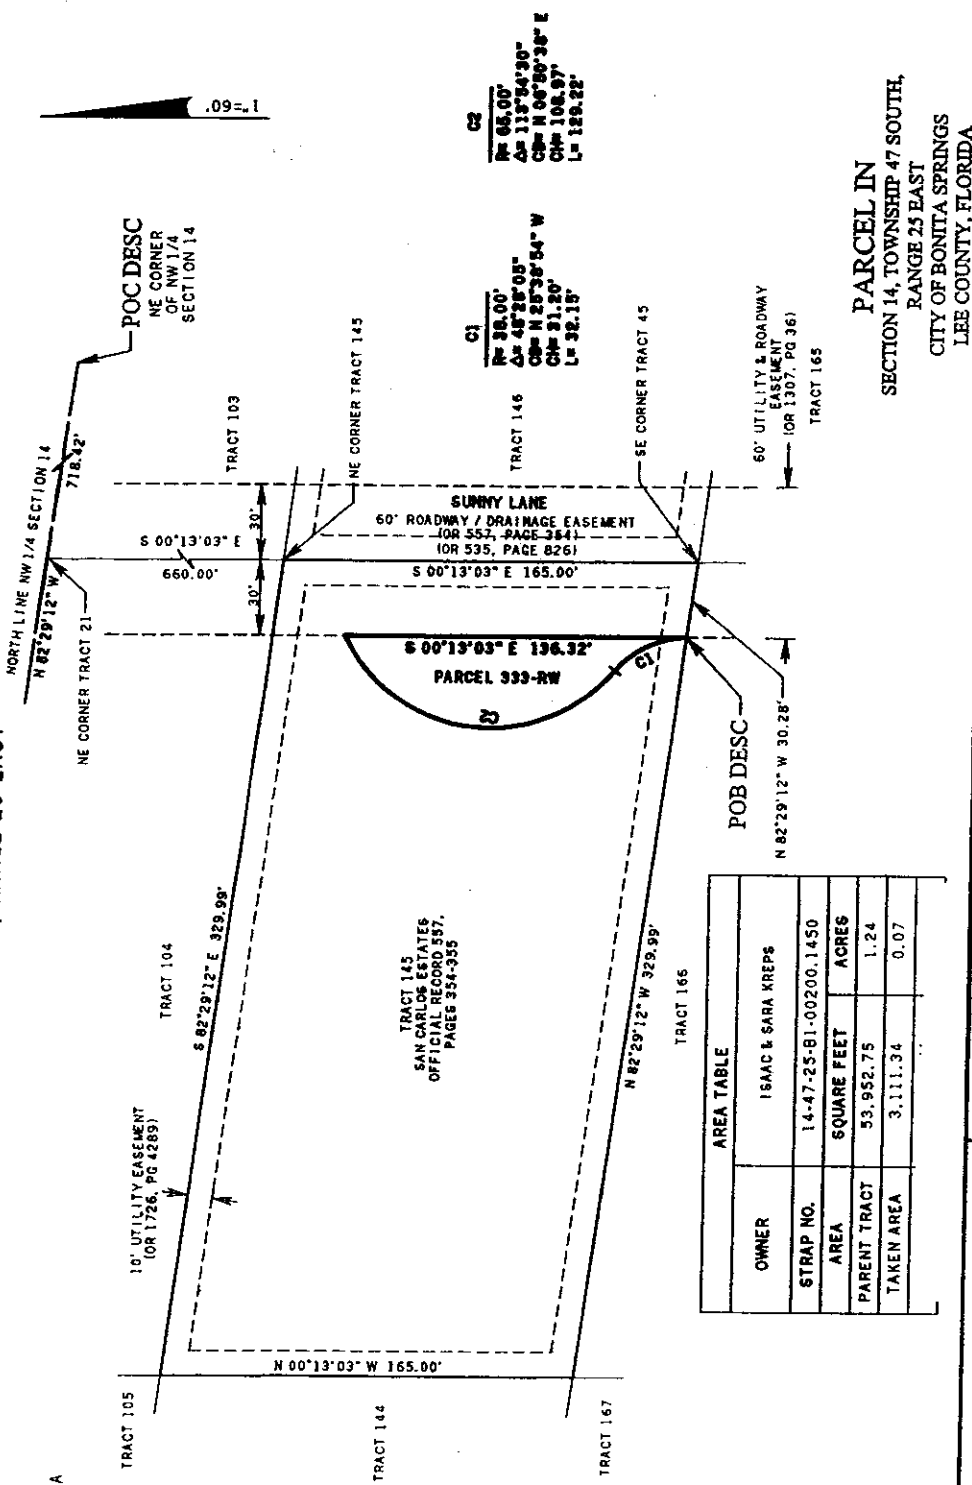 1"=60'
POC DESC
NE CORNER
OF NW 1/4
SECTION 14
NORTH LINE NW 1/4 SECTION 14
N 82°29'12" W
718.42'
NE CORNER TRACT 21
S 00°13'03" E
660.00'
30'
30'
TRACT 103
NE CORNER TRACT 145
TRACT 146
SE CORNER TRACT 45
60' UTILITY & ROADWAY
EASEMENT
(OR 1307, PG 36)
TRACT 165
SUNNY LANE
60' ROADWAY / DRAINAGE EASEMENT
(OR 557, PAGE 354)
(OR 535, PAGE 826)
S 00°13'03" E 165.00'
S 00°13'03" E 136.32'
PARCEL 333-RW
C2
C1
POB DESC
N 82°29'12" W 30.28'
C1
R= 38.00'
Δ= 48°28'05"
CB= N 25°38'54" W
CH= 31.20'
L= 32.15'
C2
R= 65.00'
Δ= 113°54'30"
CB= N 06°50'38" E
CH= 108.97'
L= 129.22'
TRACT 104
S 82°29'12" E 329.99'
10' UTILITY EASEMENT
(OR 1726, PG 4289)
TRACT 145
SAN CARLOS ESTATES
OFFICIAL RECORD 557,
PAGES 354-355
N 82°29'12" W 329.99'
TRACT 166
N 00°13'03" W 165.00'
TRACT 105
TRACT 144
TRACT 167
A
AREA TABLE
OWNER ISAAC & SARA KREPS
STRAP NO. 14-47-25-B1-00200.1450
AREA SQUARE FEET ACRES
PARENT TRACT 53,952.75 1.24
TAKEN AREA 3,111.34 0.07
PARCEL IN
SECTION 14, TOWNSHIP 47 SOUTH,
RANGE 25 EAST
CITY OF BONITA SPRINGS
LEE COUNTY, FLORIDA